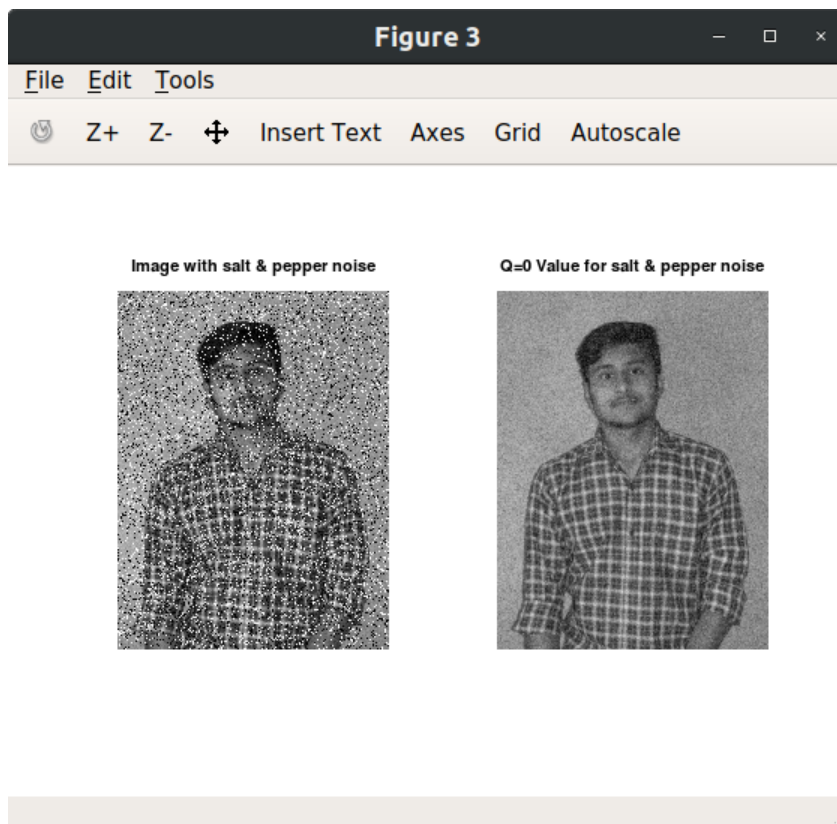 Figure 3
File Edit Tools
Z+ Z- Insert Text Axes Grid Autoscale
Image with salt & pepper noise
Q=0 Value for salt & pepper noise